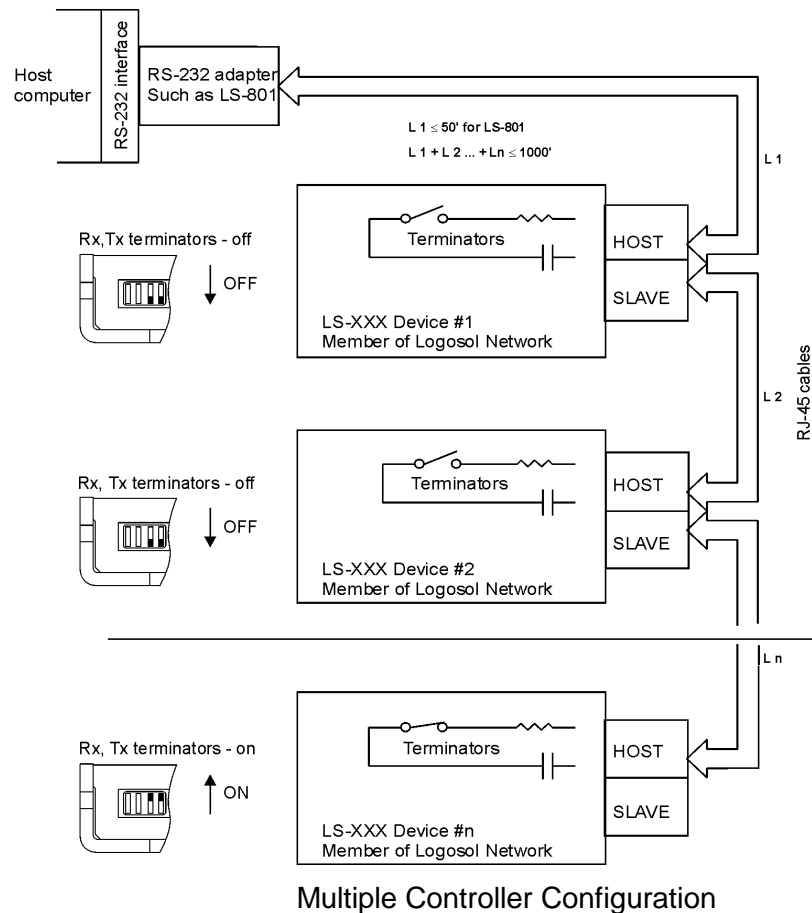 Host
computer
RS-232 interface
RS-232 adapter
Such as LS-801
L 1 ≤ 50' for LS-801
L 1 + L 2 ... + Ln ≤ 1000'
L 1
Rx,Tx terminators - off
OFF
Terminators
HOST
SLAVE
LS-XXX Device #1
Member of Logosol Network
L 2
RJ-45 cables
Rx, Tx terminators - off
OFF
Terminators
HOST
SLAVE
LS-XXX Device #2
Member of Logosol Network
L n
Rx, Tx terminators - on
ON
Terminators
HOST
SLAVE
LS-XXX Device #n
Member of Logosol Network
Multiple Controller Configuration